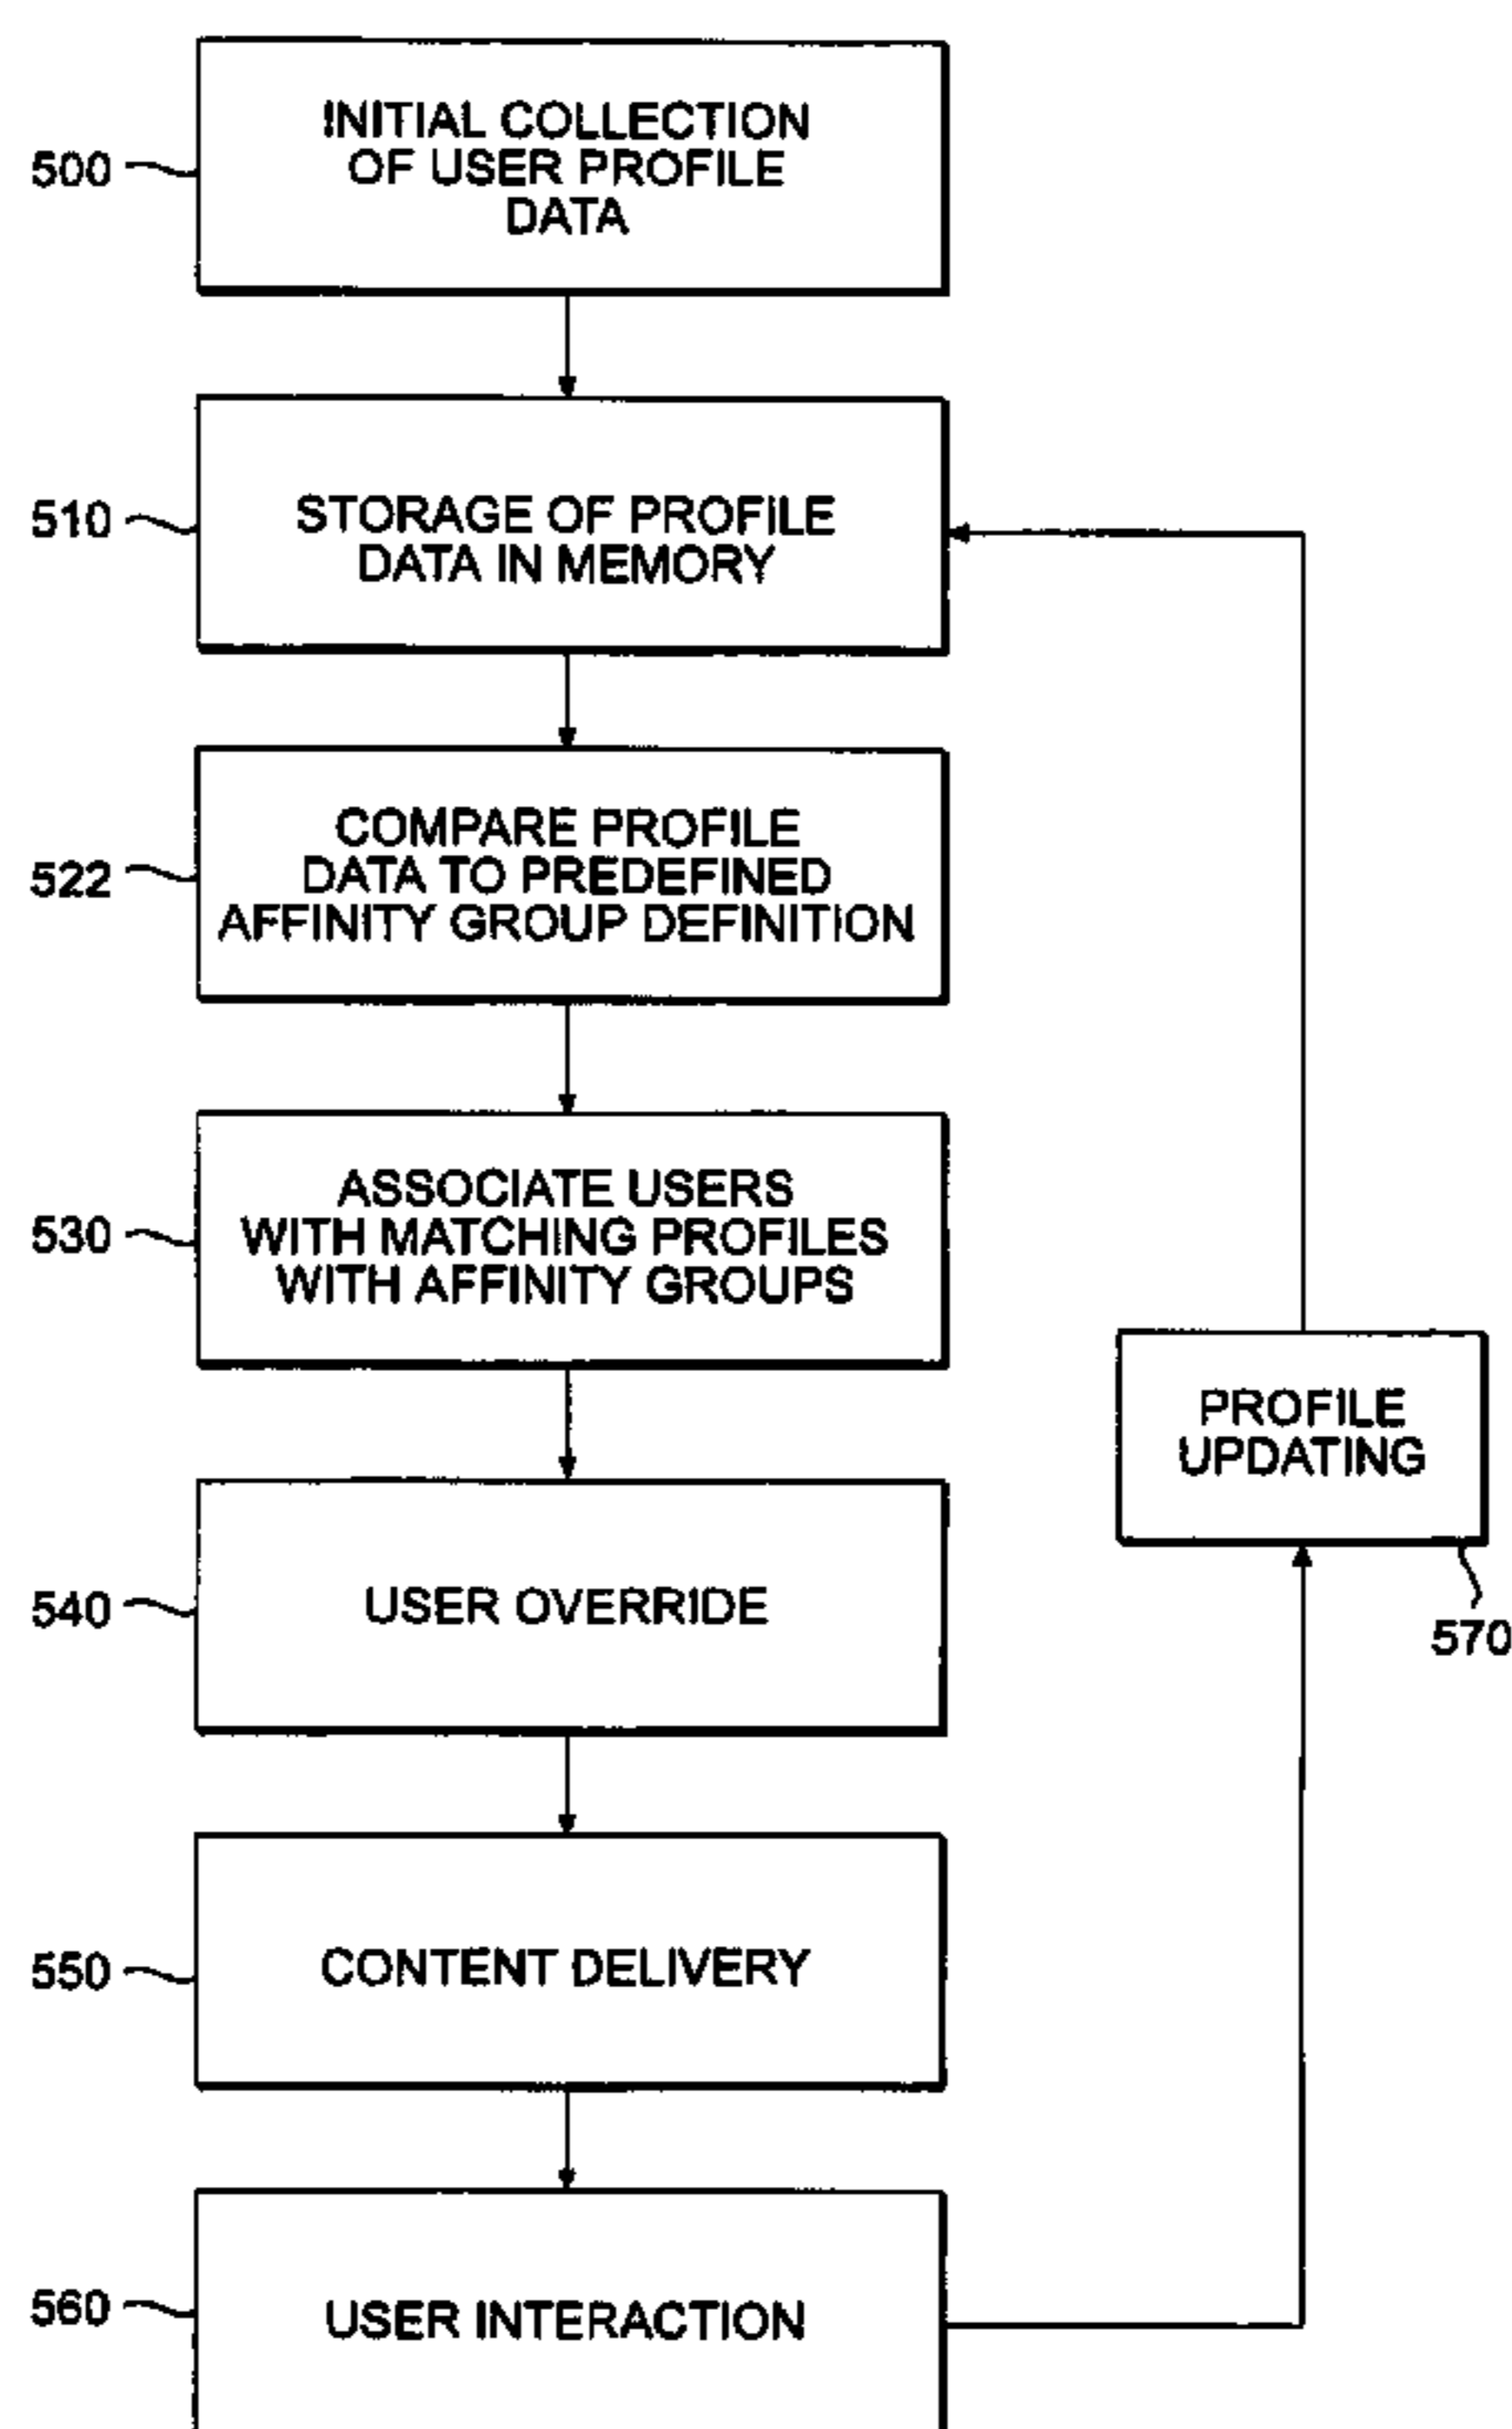 500
INITIAL COLLECTION
OF USER PROFILE
DATA
510
STORAGE OF PROFILE
DATA IN MEMORY
522
COMPARE PROFILE
DATA TO PREDEFINED
AFFINITY GROUP DEFINITION
530
ASSOCIATE USERS
WITH MATCHING PROFILES
WITH AFFINITY GROUPS
540
USER OVERRIDE
550
CONTENT DELIVERY
560
USER INTERACTION
PROFILE
UPDATING
570